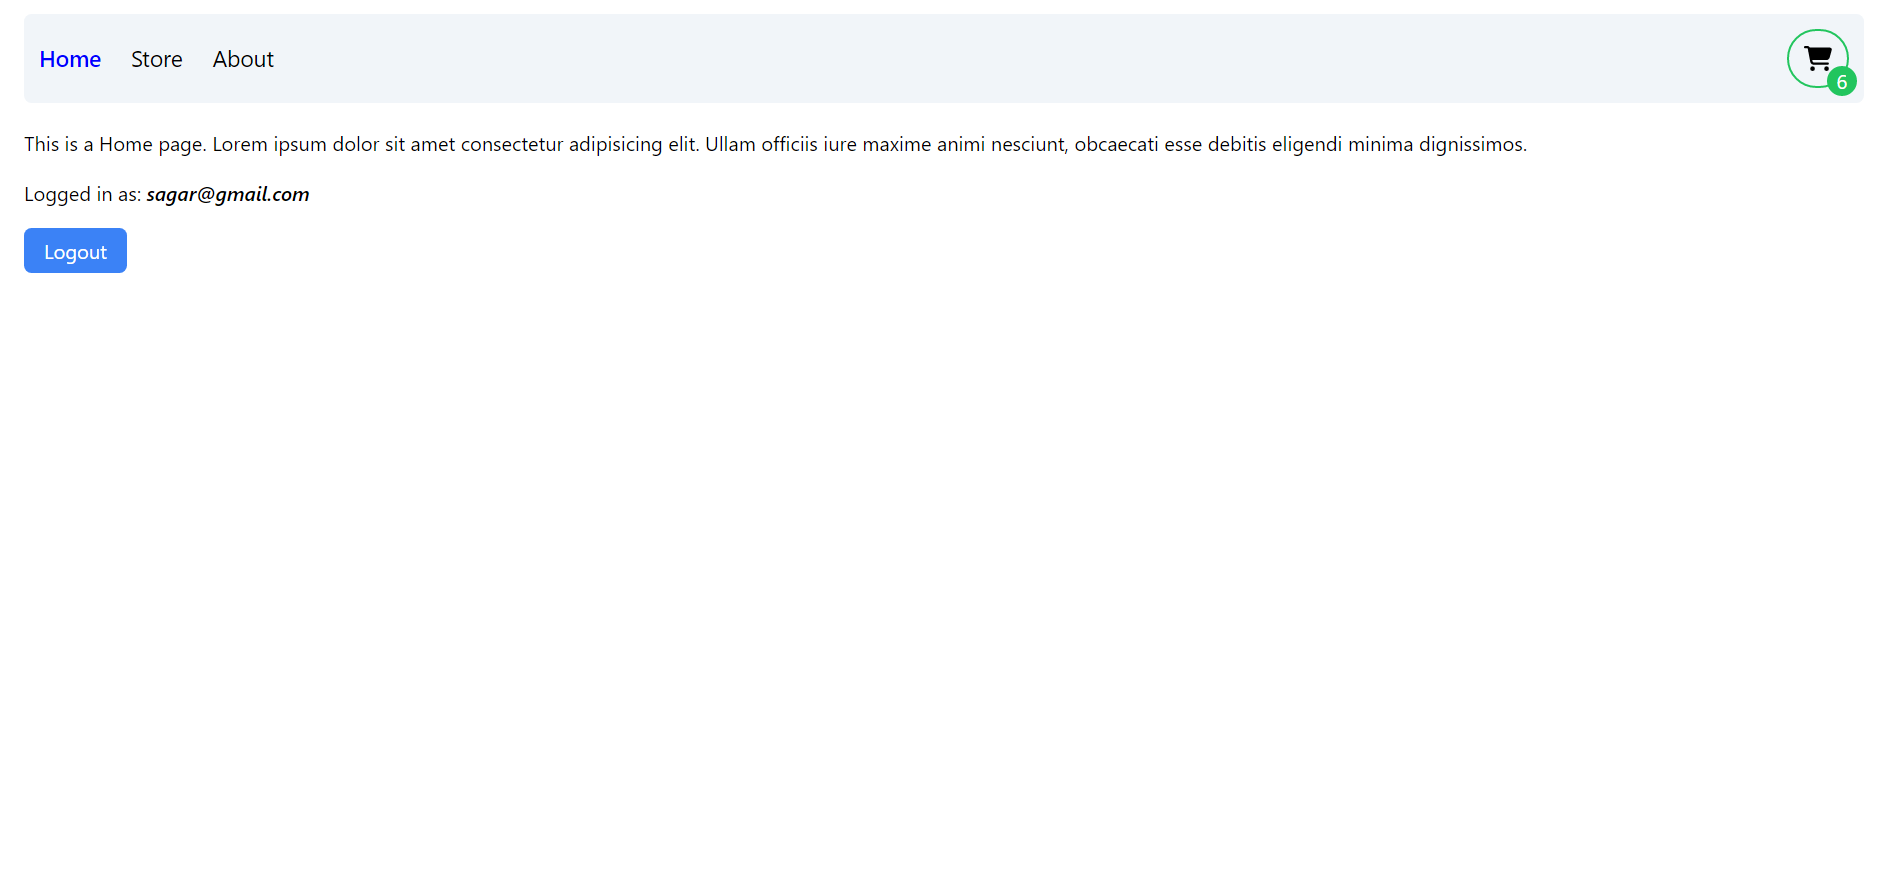 Home Store About
6
This is a Home page. Lorem ipsum dolor sit amet consectetur adipisicing elit. Ullam officiis iure maxime animi nesciunt, obcaecati esse debitis eligendi minima dignissimos.
Logged in as: sagar@gmail.com
Logout